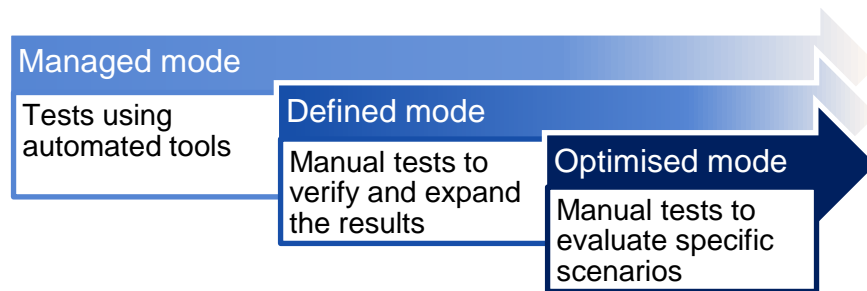 Managed mode
Tests using
automated tools
Defined mode
Manual tests to
verify and expand
the results
Optimised mode
Manual tests to
evaluate specific
scenarios